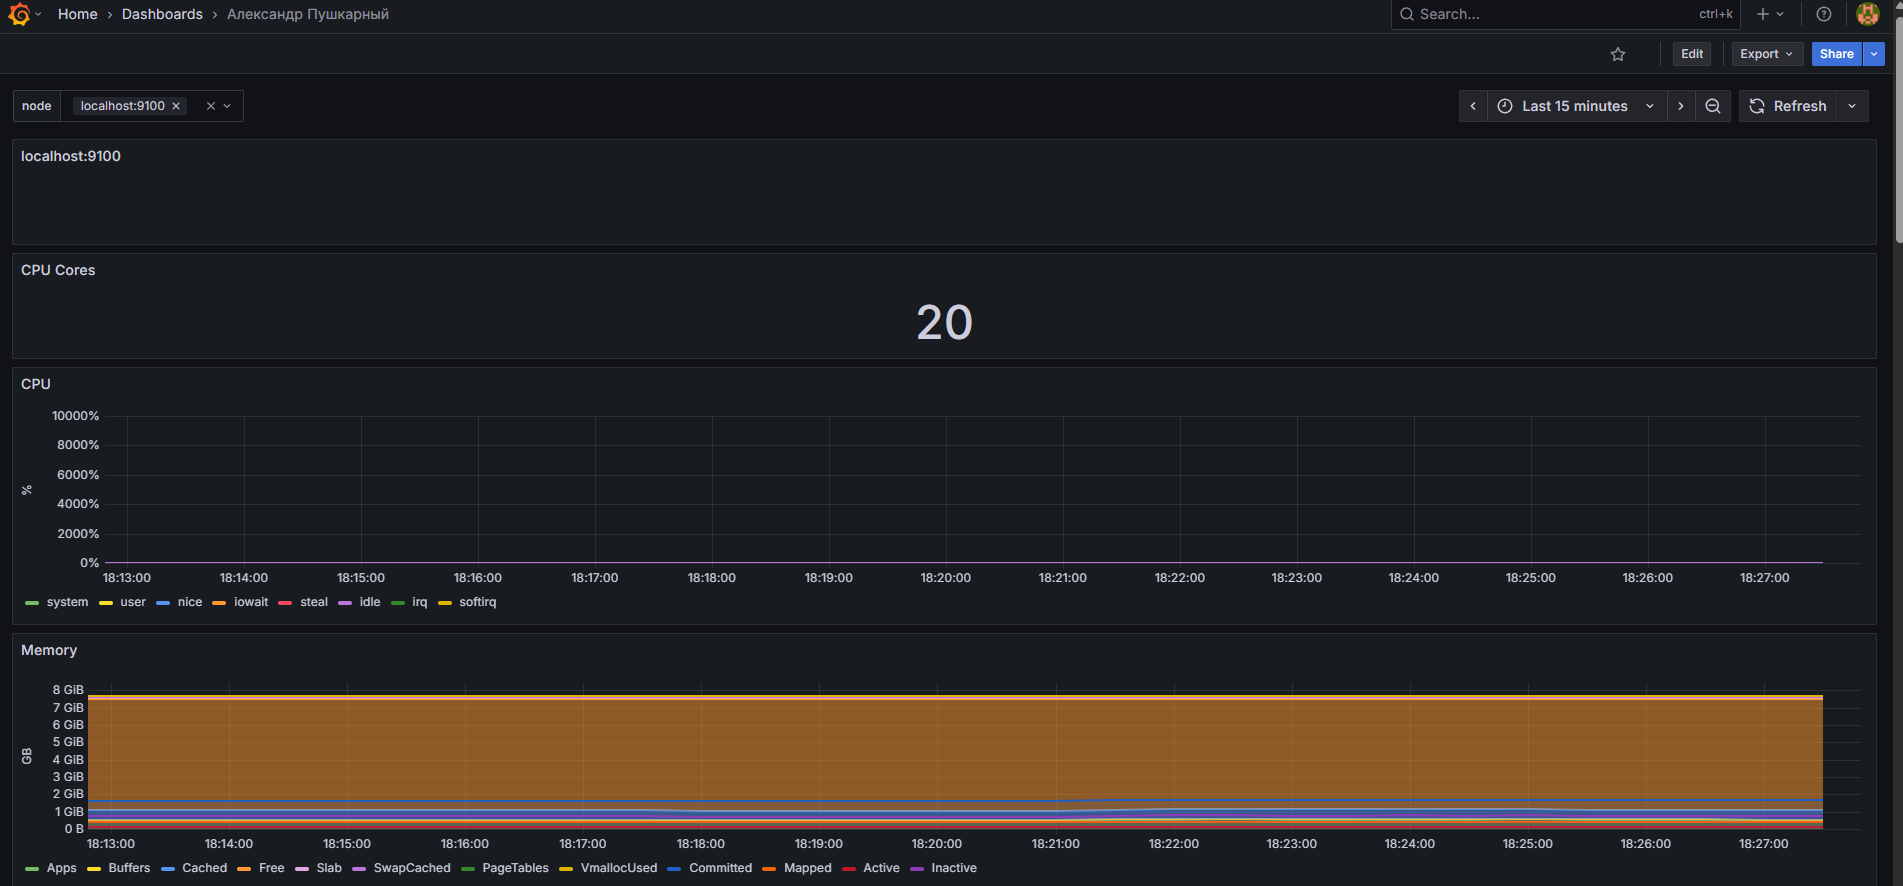 Home › Dashboards › Александр Пушкарный
Search... ctrl+k
Edit Export Share
node localhost:9100
Last 15 minutes Refresh
localhost:9100
CPU Cores
20
CPU
10000%
8000%
6000%
4000%
2000%
0%
%
18:13:00 18:14:00 18:15:00 18:16:00 18:17:00 18:18:00 18:19:00 18:20:00 18:21:00 18:22:00 18:23:00 18:24:00 18:25:00 18:26:00 18:27:00
system user nice iowait steal idle irq softirq
Memory
8 GiB
7 GiB
6 GiB
5 GiB
4 GiB
3 GiB
2 GiB
1 GiB
0 B
GB
18:13:00 18:14:00 18:15:00 18:16:00 18:17:00 18:18:00 18:19:00 18:20:00 18:21:00 18:22:00 18:23:00 18:24:00 18:25:00 18:26:00 18:27:00
Apps Buffers Cached Free Slab SwapCached PageTables VmallocUsed Committed Mapped Active Inactive